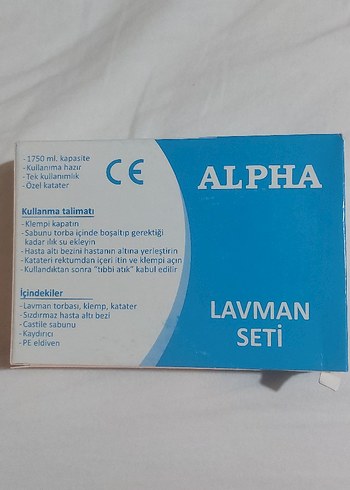 -1750 ml. kapasite
-Kullanıma hazır
-Tek kullanımlık
-Özel katater
CE
ALPHA
Kullanma talimatı
-Klempi kapatın
-Sabunu torba içinde boşaltıp gerektiği
kadar ılık su ekleyin
-Hasta altı bezini hastanın altına yerleştirin
-Katateri rektumdan içeri itin ve klempi açın
-Kullandıktan sonra "tıbbi atık" kabul edilir
İçindekiler
-Lavman torbası, klemp, katater
-Sızdırmaz hasta altı bezi
-Castile sabunu
-Kaydırıcı
-PE eldiven
LAVMAN
SETİ